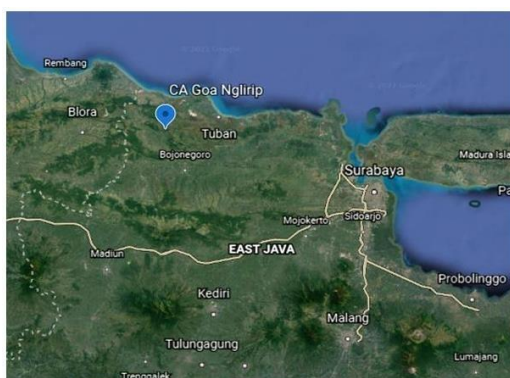 Rembang
CA Goa Nglirip
Blora
Tuban
Bojonegoro
Madura Isla
Surabaya
Pa
Mojokerto
Sidoarjo
EAST JAVA
Madiun
Probolinggo
Kediri
Malang
Tulungagung
Lumajang
Trenggalek